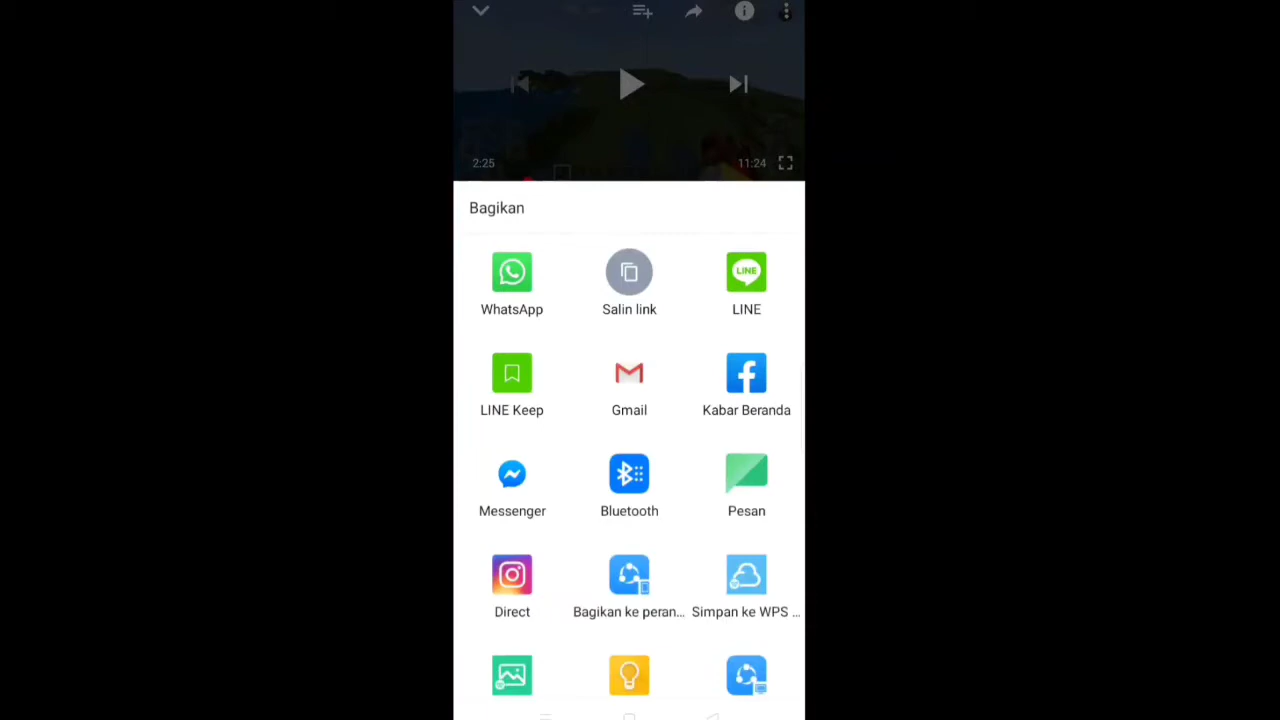 2:25
11:24
Bagikan
WhatsApp
Salin link
LINE
LINE
LINE Keep
Gmail
Kabar Beranda
Messenger
Bluetooth
Pesan
Direct
Bagikan ke peran...
Simpan ke WPS ...